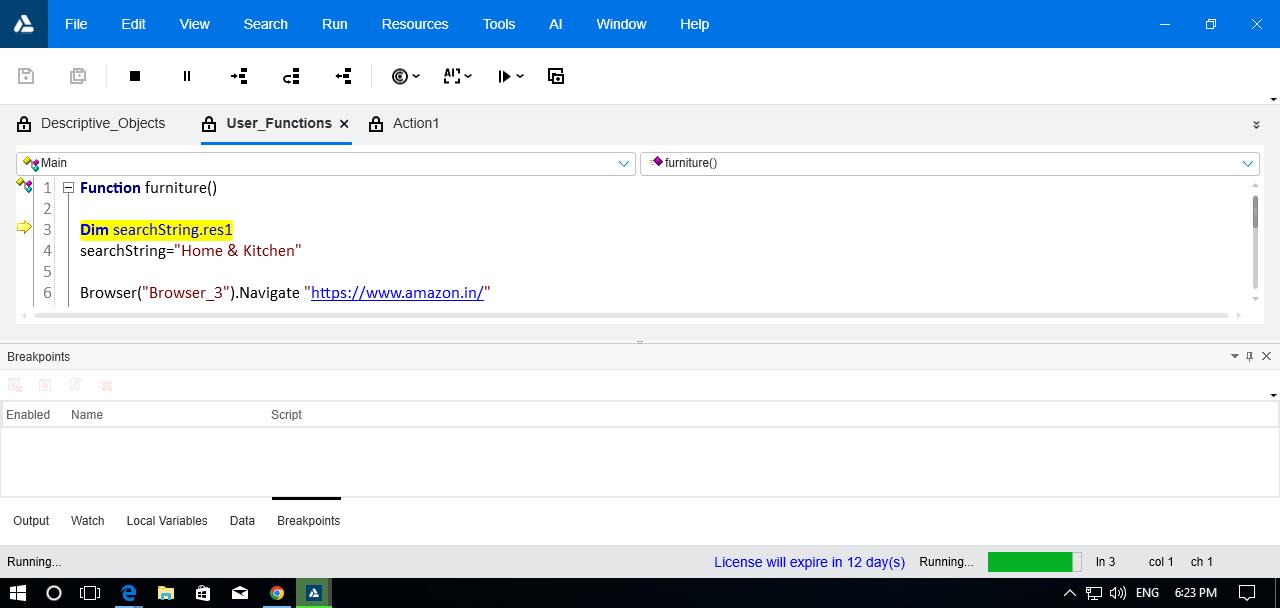 File Edit View Search Run Resources Tools AI Window Help
AI
Descriptive_Objects User_Functions Action1
Main furniture()
1 Function furniture()
2
3 Dim searchString.res1
4 searchString="Home & Kitchen"
5
6 Browser("Browser_3").Navigate "https://www.amazon.in/"
Breakpoints
Enabled Name Script
Output Watch Local Variables Data Breakpoints
Running... License will expire in 12 day(s) Running... ln 3 col 1 ch 1
ENG 6:23 PM